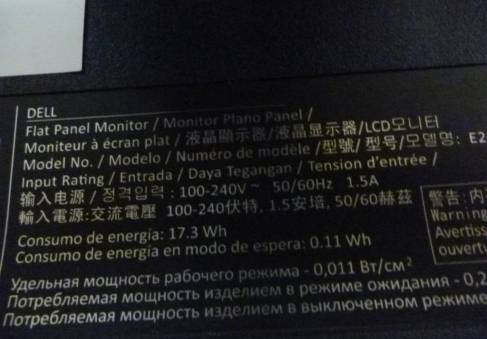 DELL
Flat Panel Monitor / Monitor Plano Panel /
Moniteur à écran plat / 液晶顯示器/液晶显示器/LCD모니터
Model No. / Modelo / Numéro de modèle /型號/ 型号/모델명: E2
Input Rating / Entrada / Daya Tegangan / Tension d'entrée /
输入电源 / 정격입력 : 100-240V ~ 50/60Hz 1.5A
輸入電源:交流電壓 100-240伏特, 1.5安培, 50/60赫茲
Consumo de energía: 17.3 Wh
Consumo de energía en modo de espera: 0.11 Wh
Удельная мощность рабочего режима - 0,011 Вт/см²
Потребляемая мощность изделием в режиме ожидания - 0,2
Потребляемая мощность изделием в выключенном режиме
警告: 内
Warning
Avertiss
ouvertu